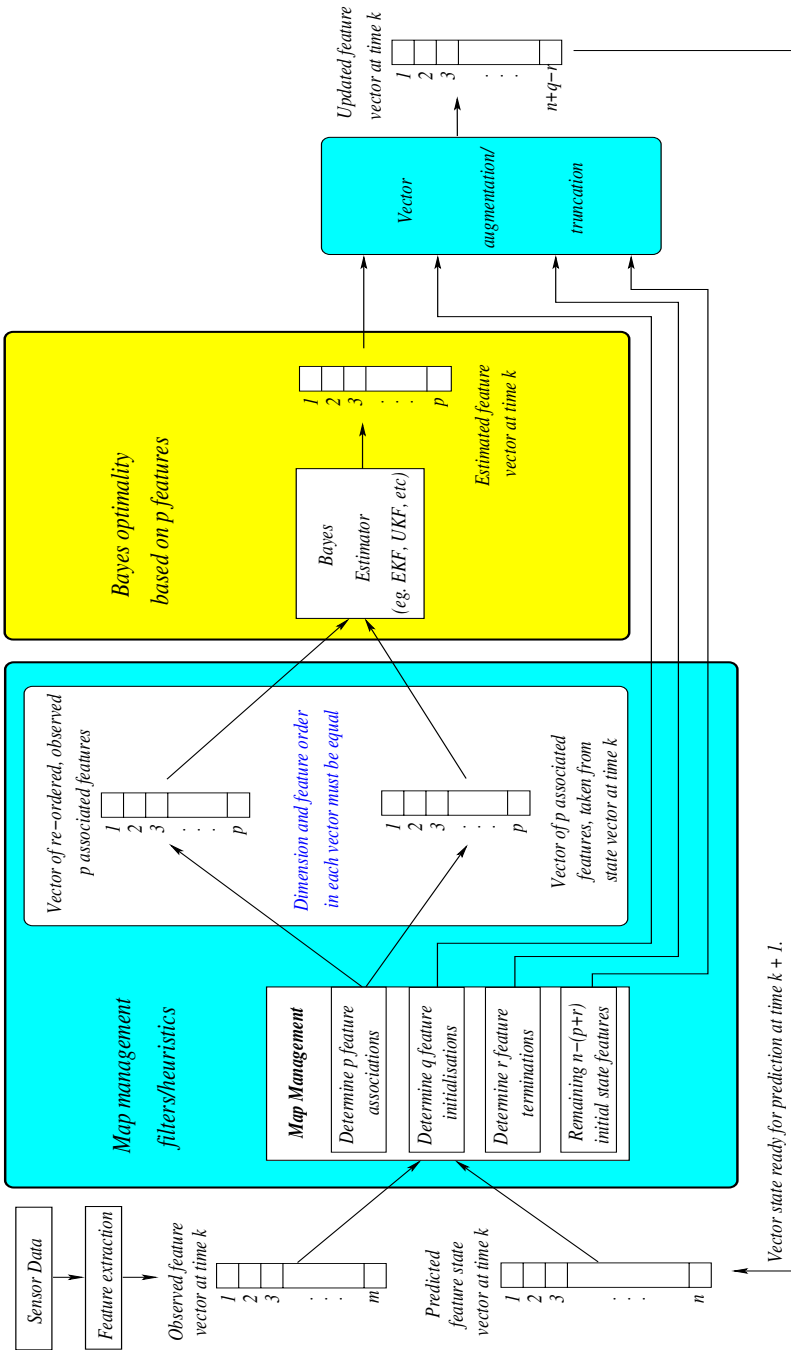 Sensor Data
Feature extraction
Observed feature
vector at time k
1
2
3
. . .
m
Predicted
feature state
vector at time k
1
2
3
. . .
n
Map management
filters/heuristics
Map Management
Determine p feature
associations
Determine q feature
initialisations
Determine r feature
terminations
Remaining n−(p+r)
initial state features
Vector of re−ordered, observed
p associated features
1
2
3
. . .
p
Dimension and feature order
in each vector must be equal
1
2
3
. . .
p
Vector of p associated
features, taken from
state vector at time k
Bayes optimality
based on p features
Bayes
Estimator
(eg. EKF, UKF, etc)
1
2
3
. . .
p
Estimated feature
vector at time k
Vector
augmentation/
truncation
Updated feature
vector at time k
1
2
3
. . .
n+q−r
Vector state ready for prediction at time k + 1.